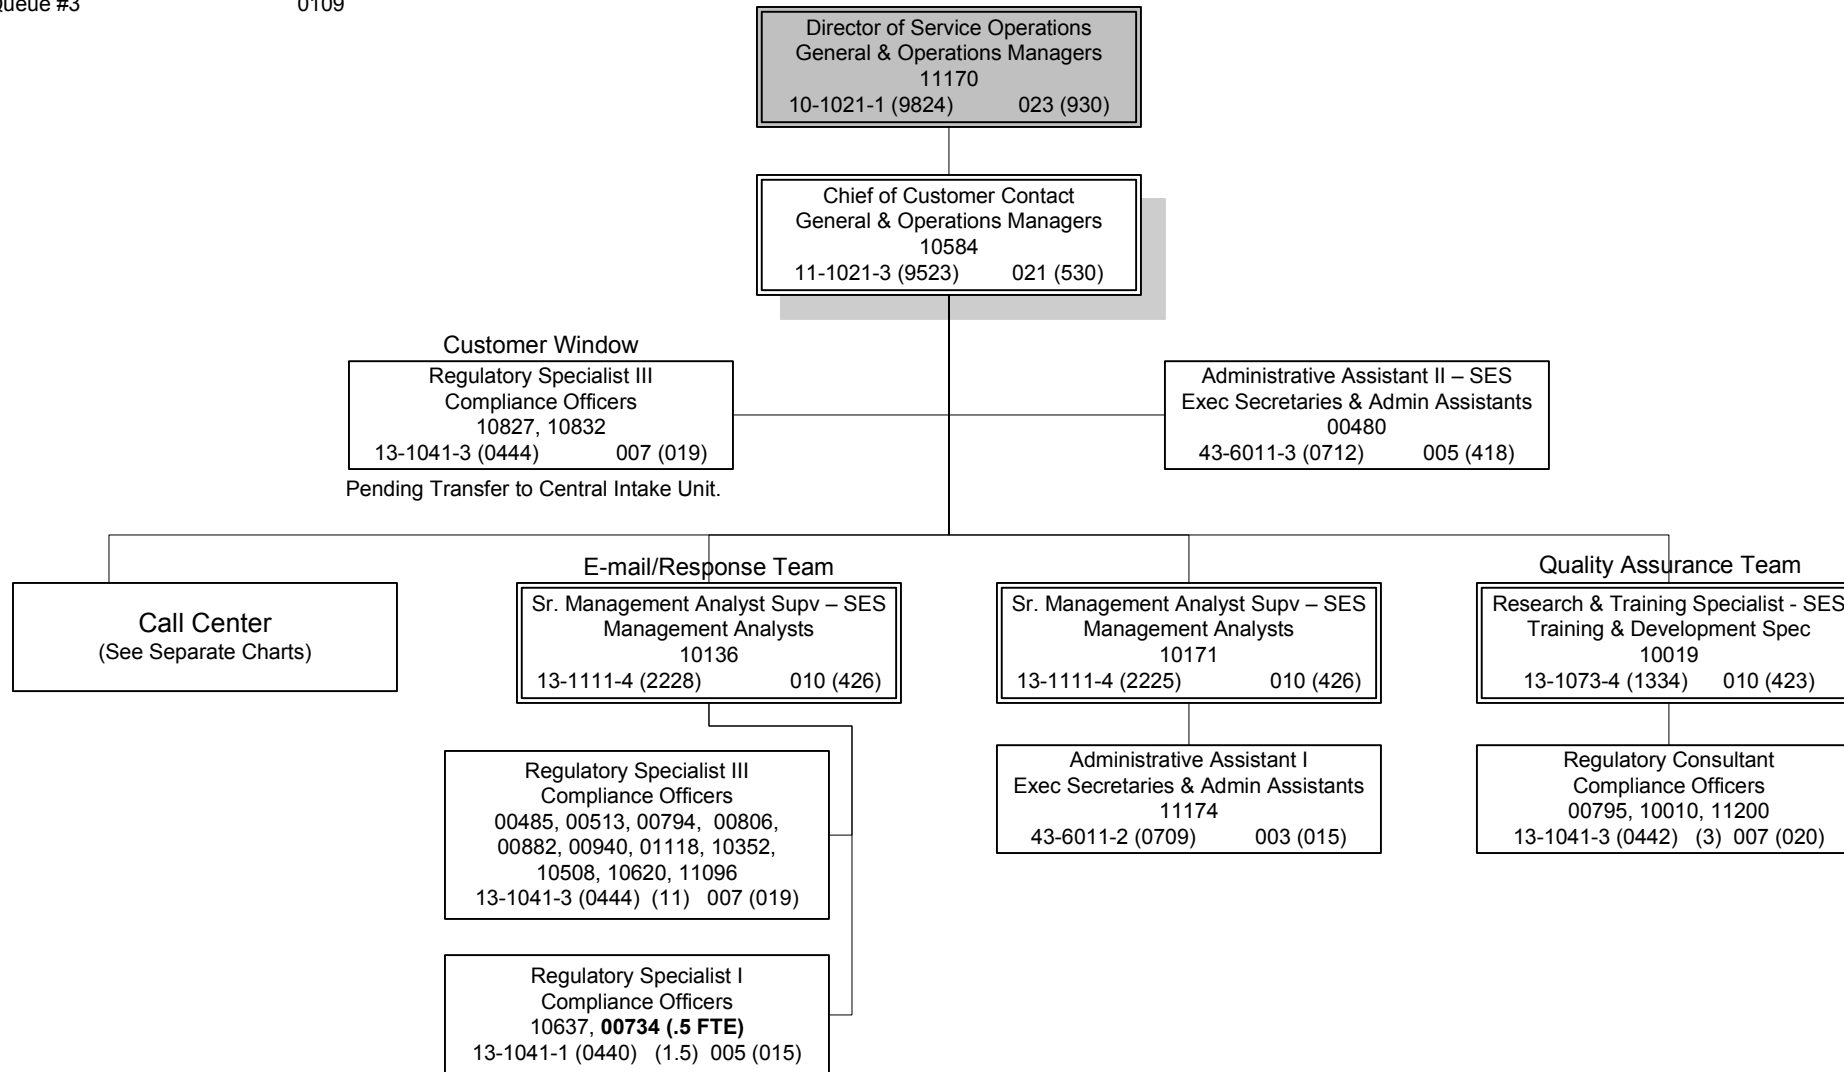 Queue #3 0109
Director of Service Operations
General & Operations Managers
11170
10-1021-1 (9824) 023 (930)
Chief of Customer Contact
General & Operations Managers
10584
11-1021-3 (9523) 021 (530)
Customer Window
Regulatory Specialist III
Compliance Officers
10827, 10832
13-1041-3 (0444) 007 (019)
Pending Transfer to Central Intake Unit.
Administrative Assistant II – SES
Exec Secretaries & Admin Assistants
00480
43-6011-3 (0712) 005 (418)
Call Center
(See Separate Charts)
E-mail/Response Team
Sr. Management Analyst Supv – SES
Management Analysts
10136
13-1111-4 (2228) 010 (426)
Regulatory Specialist III
Compliance Officers
00485, 00513, 00794, 00806,
00882, 00940, 01118, 10352,
10508, 10620, 11096
13-1041-3 (0444) (11) 007 (019)
Regulatory Specialist I
Compliance Officers
10637, 00734 (.5 FTE)
13-1041-1 (0440) (1.5) 005 (015)
Sr. Management Analyst Supv – SES
Management Analysts
10171
13-1111-4 (2225) 010 (426)
Administrative Assistant I
Exec Secretaries & Admin Assistants
11174
43-6011-2 (0709) 003 (015)
Quality Assurance Team
Research & Training Specialist - SES
Training & Development Spec
10019
13-1073-4 (1334) 010 (423)
Regulatory Consultant
Compliance Officers
00795, 10010, 11200
13-1041-3 (0442) (3) 007 (020)